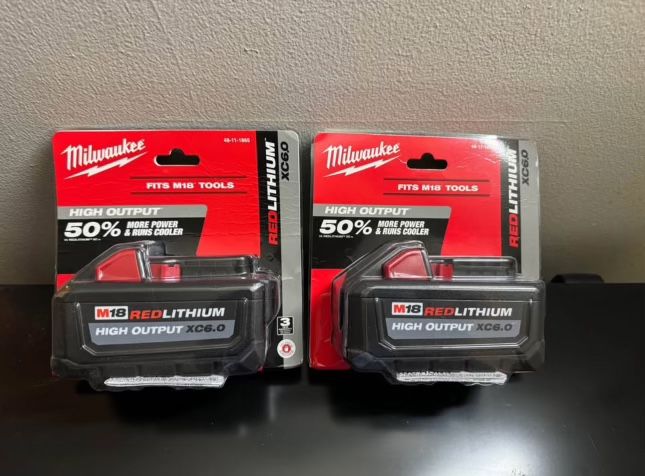 Milwaukee
48-11-1865
FITS M18 TOOLS
HIGH OUTPUT
50% MORE POWER
& RUNS COOLER
REDLITHIUM XC6.0
M18 REDLITHIUM
HIGH OUTPUT XC6.0
3
Milwaukee
FITS M18 TOOLS
HIGH OUTPUT
50% MORE POWER
& RUNS COOLER
REDLITHIUM XC6.0
M18 REDLITHIUM
HIGH OUTPUT XC6.0